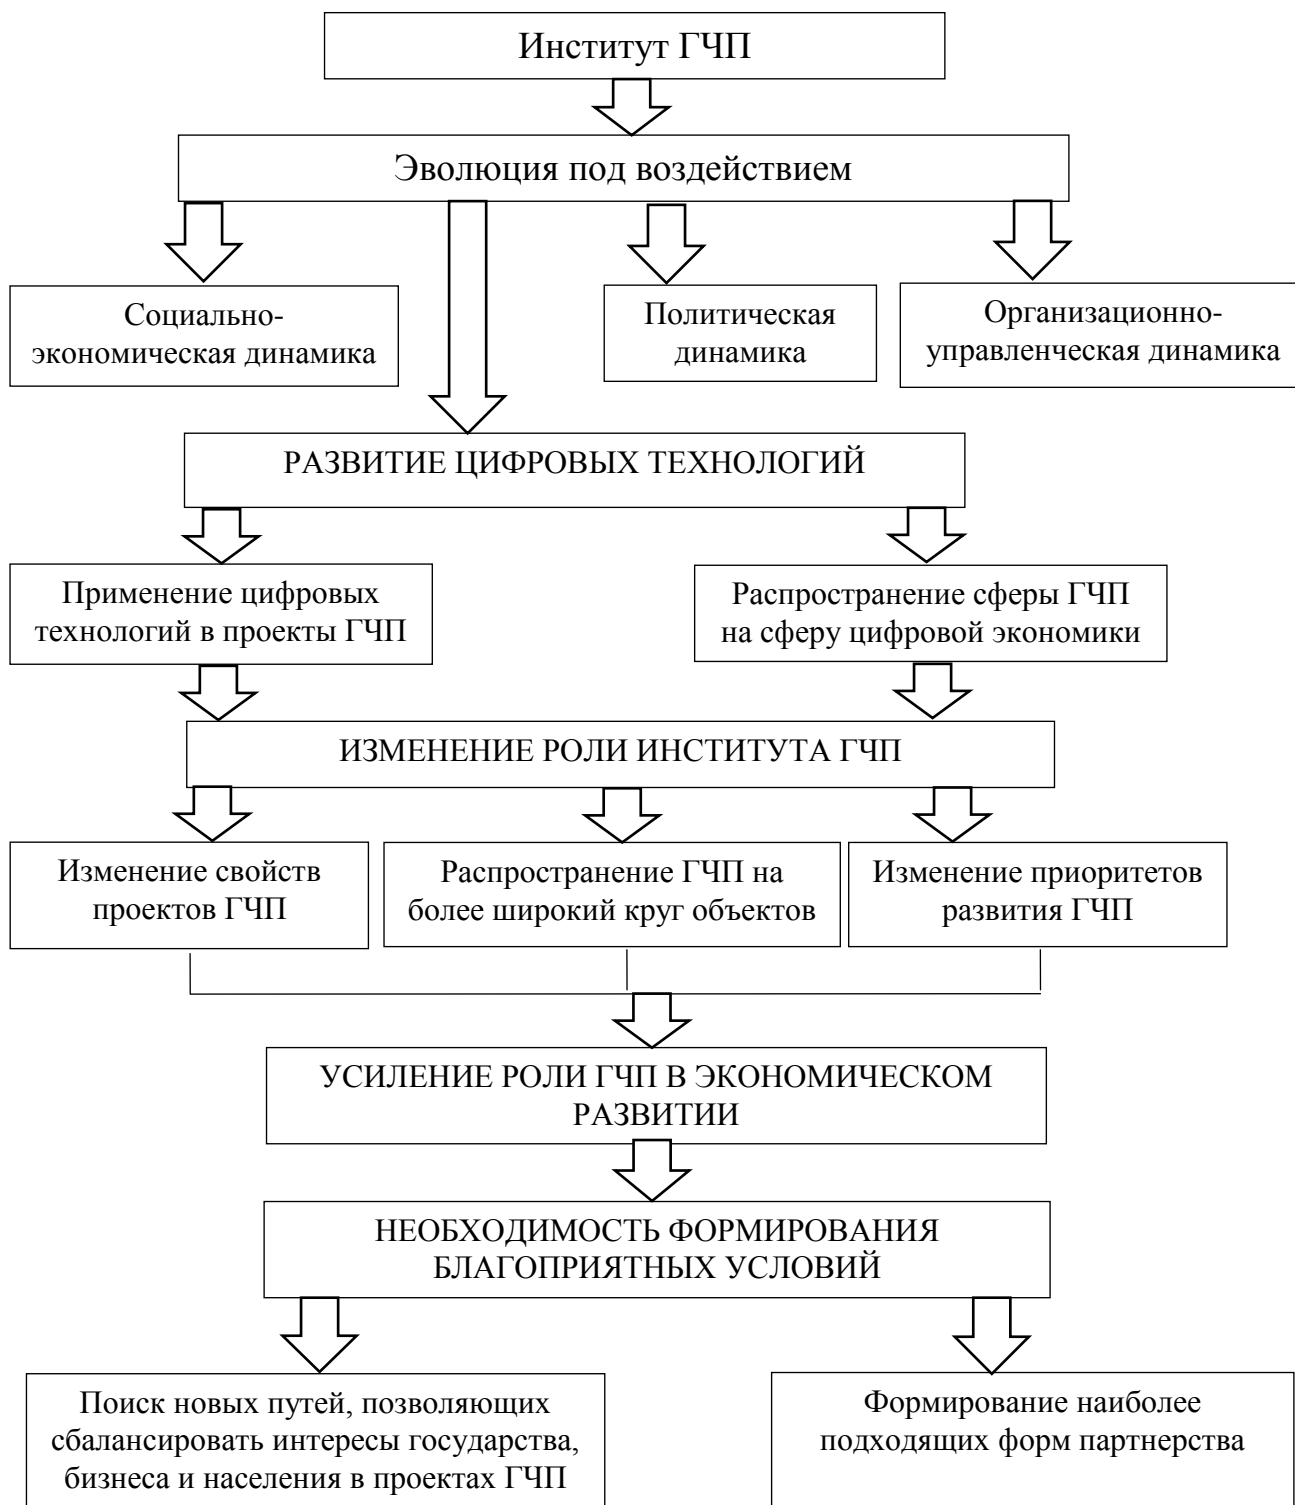 Институт ГЧП
Эволюция под воздействием
Социально-
экономическая динамика
Политическая
динамика
Организационно-
управленческая динамика
РАЗВИТИЕ ЦИФРОВЫХ ТЕХНОЛОГИЙ
Применение цифровых
технологий в проекты ГЧП
Распространение сферы ГЧП
на сферу цифровой экономики
ИЗМЕНЕНИЕ РОЛИ ИНСТИТУТА ГЧП
Изменение свойств
проектов ГЧП
Распространение ГЧП на
более широкий круг объектов
Изменение приоритетов
развития ГЧП
УСИЛЕНИЕ РОЛИ ГЧП В ЭКОНОМИЧЕСКОМ
РАЗВИТИИ
НЕОБХОДИМОСТЬ ФОРМИРОВАНИЯ
БЛАГОПРИЯТНЫХ УСЛОВИЙ
Поиск новых путей, позволяющих
сбалансировать интересы государства,
бизнеса и населения в проектах ГЧП
Формирование наиболее
подходящих форм партнерства